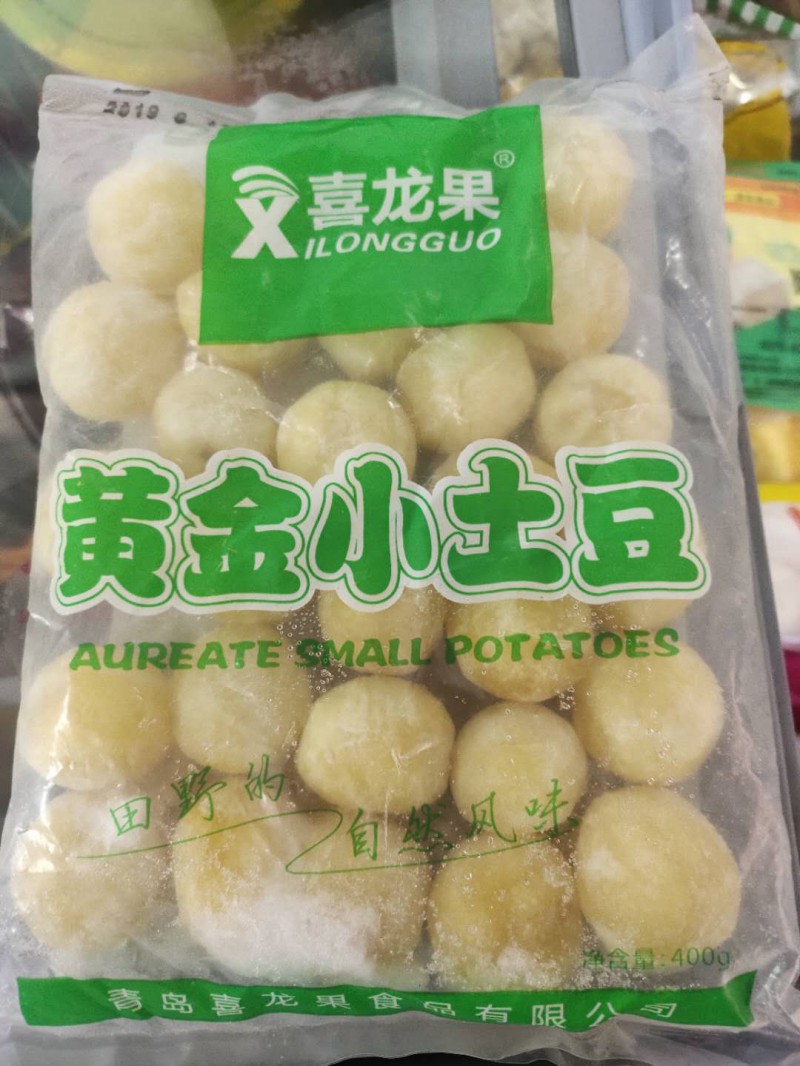 2019
喜龙果®
XILONGGUO
黄金小土豆
AUREATE SMALL POTATOES
田野的
自然风味
净含量:400g
青岛喜龙果食品有限公司